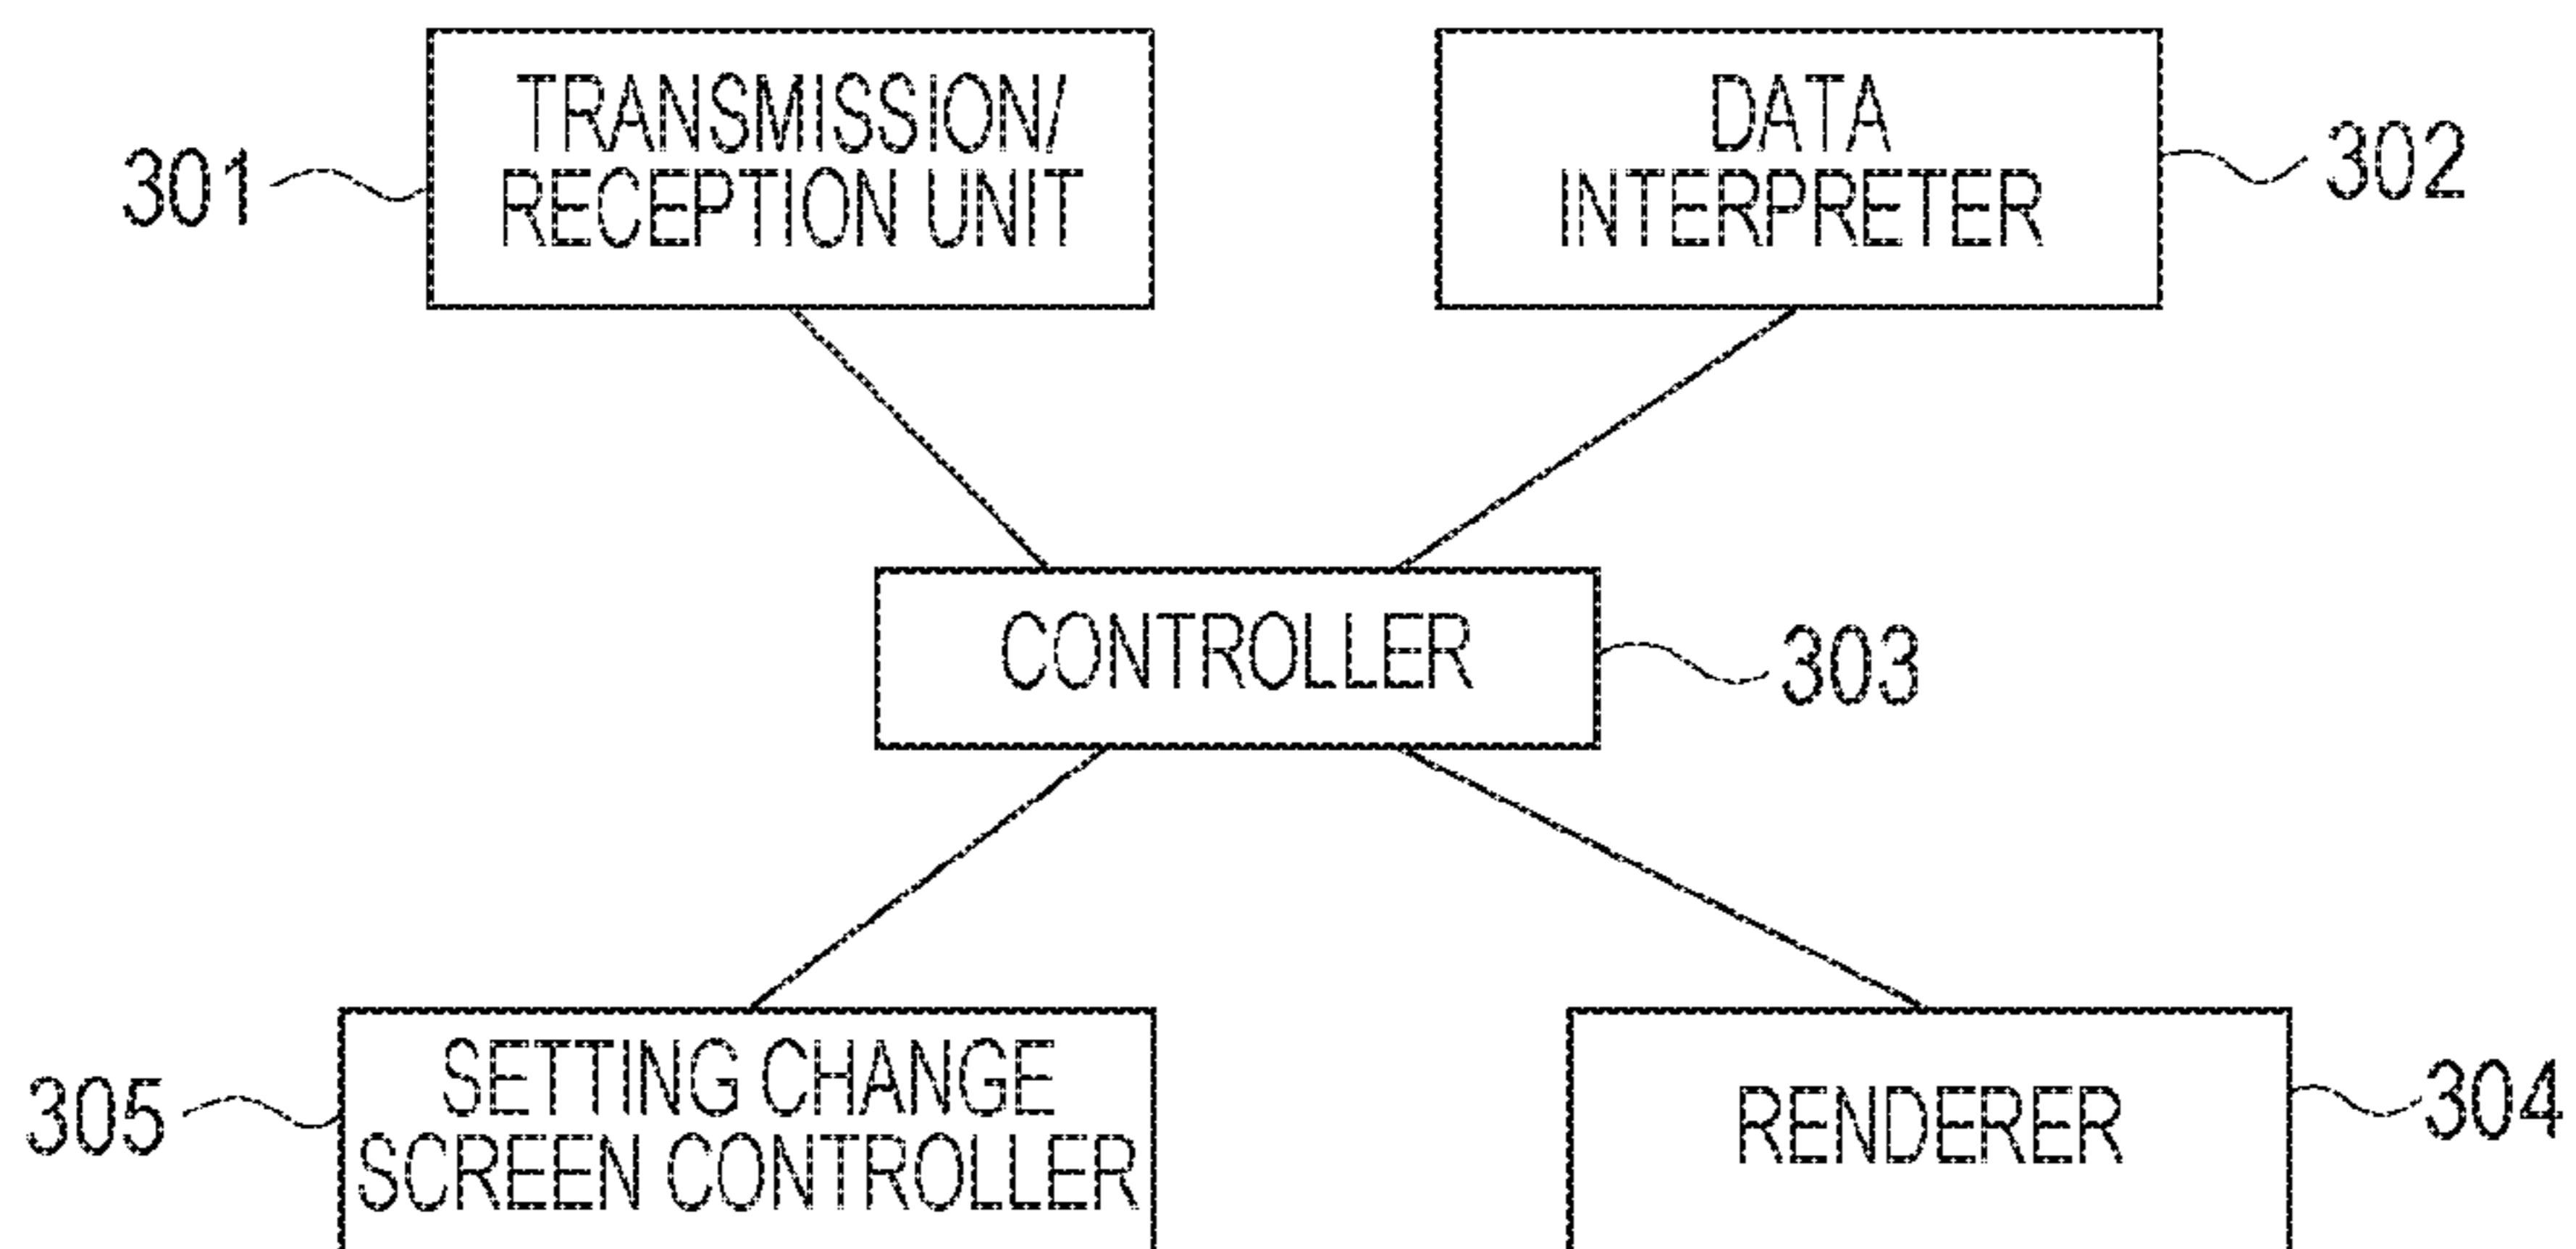 TRANSMISSION/
RECEPTION UNIT
301
DATA
INTERPRETER
302
CONTROLLER
303
SETTING CHANGE
SCREEN CONTROLLER
305
RENDERER
304